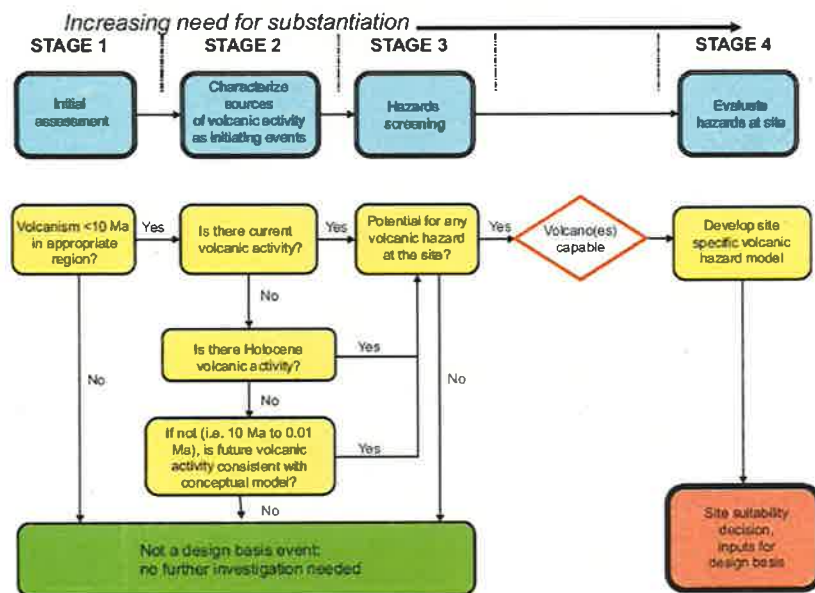 Increasing need for substantiation
STAGE 1
STAGE 2
STAGE 3
STAGE 4
Initial
assessment
Characterize
sources
of volcanic activity
as initiating events
Hazards
screening
Evaluate
hazards at site
Volcanism <10 Ma
in appropriate
region?
Yes
Is there current
volcanic activity?
Yes
Potential for any
volcanic hazard
at the site?
Yes
Volcano(es)
capable
Develop site
specific volcanic
hazard model
No
Is there Holocene
volcanic activity?
Yes
No
No
No
If not (i.e. 10 Ma to 0.01
Ma), is future volcanic
activity consistent with
conceptual model?
Yes
No
Not a design basis event:
no further investigation needed
Site suitability
decision,
inputs for
design basis